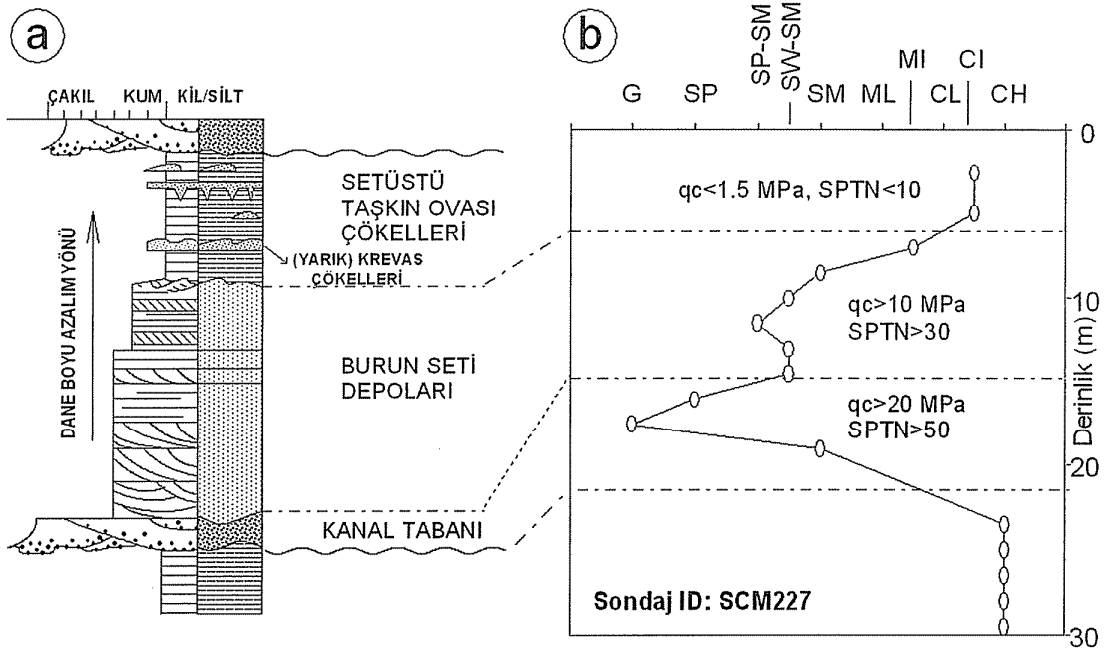 a
ÇAKIL KUM KİL/SİLT
DANE BOYU AZALIM YÖNÜ
SETÜSTÜ
TAŞKIN OVASI
ÇÖKELLERİ
(YARIK) KREVAS
ÇÖKELLERİ
BURUN SETİ
DEPOLARI
KANAL TABANI
b
G SP SP-SM SW-SM SM ML MI CL CI CH
0
qc<1.5 MPa, SPTN<10
10
qc>10 MPa
SPTN>30
qc>20 MPa
SPTN>50
Derinlik (m)
20
Sondaj ID: SCM227
30